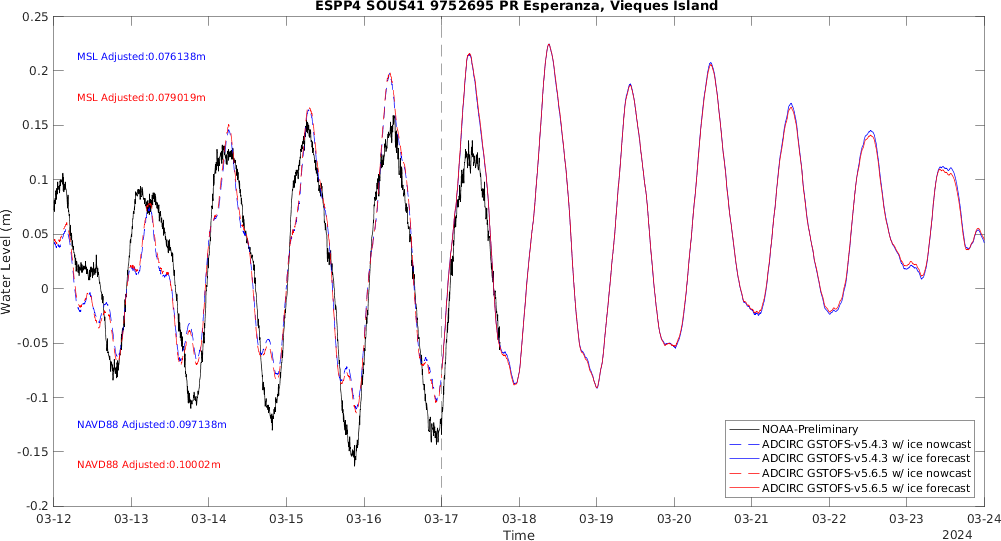 ESPP4 SOUS41 9752695 PR Esperanza, Vieques Island
0.25
0.2
0.15
0.1
0.05
0
-0.05
-0.1
-0.15
-0.2
Water Level (m)
MSL Adjusted:0.076138m
MSL Adjusted:0.079019m
NAVD88 Adjusted:0.097138m
NAVD88 Adjusted:0.10002m
NOAA-Preliminary
ADCIRC GSTOFS-v5.4.3 w/ ice nowcast
ADCIRC GSTOFS-v5.4.3 w/ ice forecast
ADCIRC GSTOFS-v5.6.5 w/ ice nowcast
ADCIRC GSTOFS-v5.6.5 w/ ice forecast
03-12 03-13 03-14 03-15 03-16 03-17 03-18 03-19 03-20 03-21 03-22 03-23 03-24
Time
2024